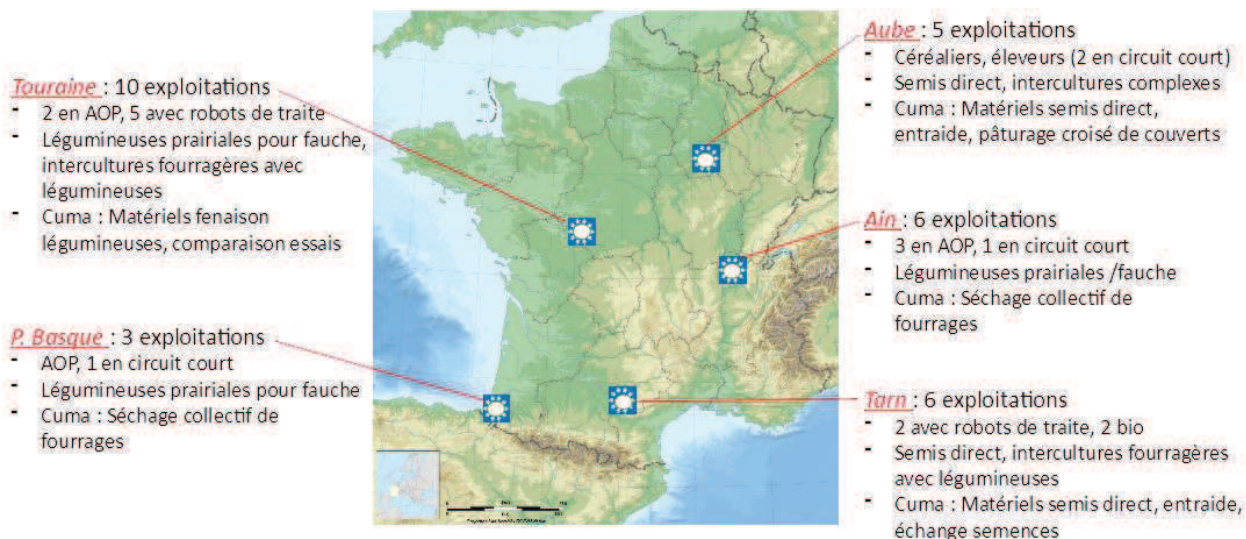 Touraine : 10 exploitations
- 2 en AOP, 5 avec robots de traite
- Légumineuses prairiales pour fauche,
intercultures fourragères avec
légumineuses
- Cuma : Matériels fenaison
légumineuses, comparaison essais
P. Basque : 3 exploitations
- AOP, 1 en circuit court
- Légumineuses prairiales pour fauche
- Cuma : Séchage collectif de
fourrages
Aube : 5 exploitations
- Céréaliers, éleveurs (2 en circuit court)
- Semis direct, intercultures complexes
- Cuma : Matériels semis direct,
entraide, pâturage croisé de couverts
Ain : 6 exploitations
- 3 en AOP, 1 en circuit court
- Légumineuses prairiales /fauche
- Cuma : Séchage collectif de
fourrages
Tarn : 6 exploitations
- 2 avec robots de traite, 2 bio
- Semis direct, intercultures fourragères
avec légumineuses
- Cuma : Matériels semis direct, entraide,
échange semences